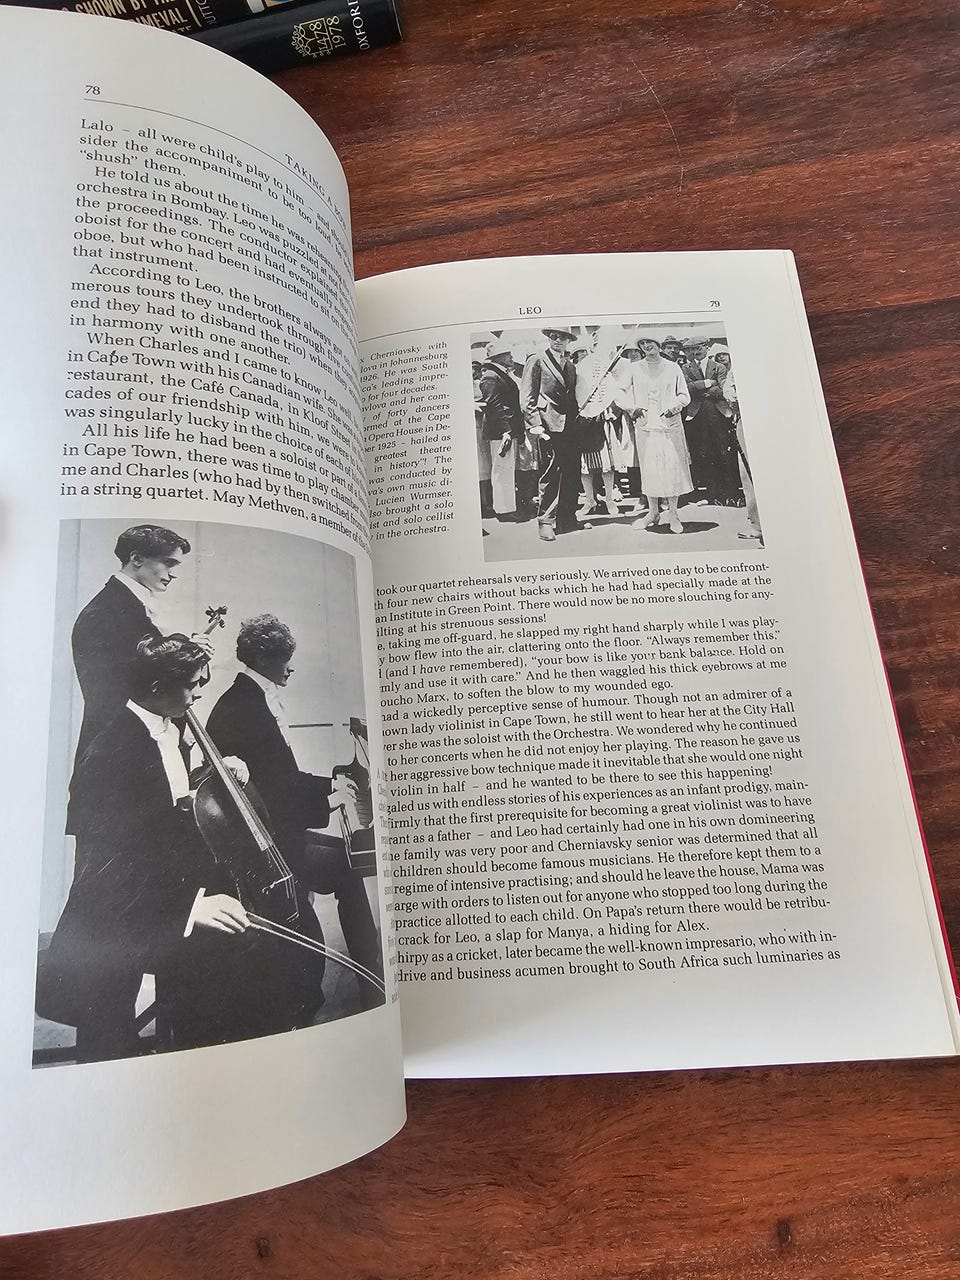 SHOWN BY THE
1478
1978
OXFORD
78
TAKING A
Lalo – all were child's play to him – and
sider the accompaniment to be too loud
"shush" them.
He told us about the time he was rehearsing
orchestra in Bombay. Leo was puzzled at
the proceedings. The conductor explained
oboist for the concert and had eventually
oboe, but who had been instructed to sit on
that instrument.
According to Leo, the brothers always got
merous tours they undertook through five
end they had to disband the trio) when they
in harmony with one another.
When Charles and I came to know Leo well
in Cape Town with his Canadian wife. She
restaurant, the Café Canada, in Kloof Street
cades of our friendship with him, we were to
was singularly lucky in the choice of each of
All his life he had been a soloist or part of a
in Cape Town, there was time to play chamber
me and Charles (who had by then switched from
in a string quartet. May Methven, a member of the
LEO
79
Cherniavsky with
in Johannesburg
1926. He was South
leading impre-
for four decades.
and her com-
of forty dancers
at the Cape
Opera House in De-
1925 – hailed as
greatest theatre
in history"! The
was conducted by
own music di-
Lucien Wurmser.
brought a solo
and solo cellist
in the orchestra.
took our quartet rehearsals very seriously. We arrived one day to be confront-
four new chairs without backs which he had had specially made at the
Institute in Green Point. There would now be no more slouching for any-
at his strenuous sessions!
taking me off-guard, he slapped my right hand sharply while I was play-
bow flew into the air, clattering onto the floor. "Always remember this,"
(and I have remembered), "your bow is like your bank balance. Hold on
and use it with care." And he then waggled his thick eyebrows at me
Marx, to soften the blow to my wounded ego.
had a wickedly perceptive sense of humour. Though not an admirer of a
lady violinist in Cape Town, he still went to hear her at the City Hall
she was the soloist with the Orchestra. We wondered why he continued
to her concerts when he did not enjoy her playing. The reason he gave us
her aggressive bow technique made it inevitable that she would one night
violin in half – and he wanted to be there to see this happening!
us with endless stories of his experiences as an infant prodigy, main-
firmly that the first prerequisite for becoming a great violinist was to have
as a father – and Leo had certainly had one in his own domineering
family was very poor and Cherniavsky senior was determined that all
children should become famous musicians. He therefore kept them to a
regime of intensive practising; and should he leave the house, Mama was
with orders to listen out for anyone who stopped too long during the
practice allotted to each child. On Papa's return there would be retribu-
crack for Leo, a slap for Manya, a hiding for Alex.
as a cricket, later became the well-known impresario, who with in-
drive and business acumen brought to South Africa such luminaries as